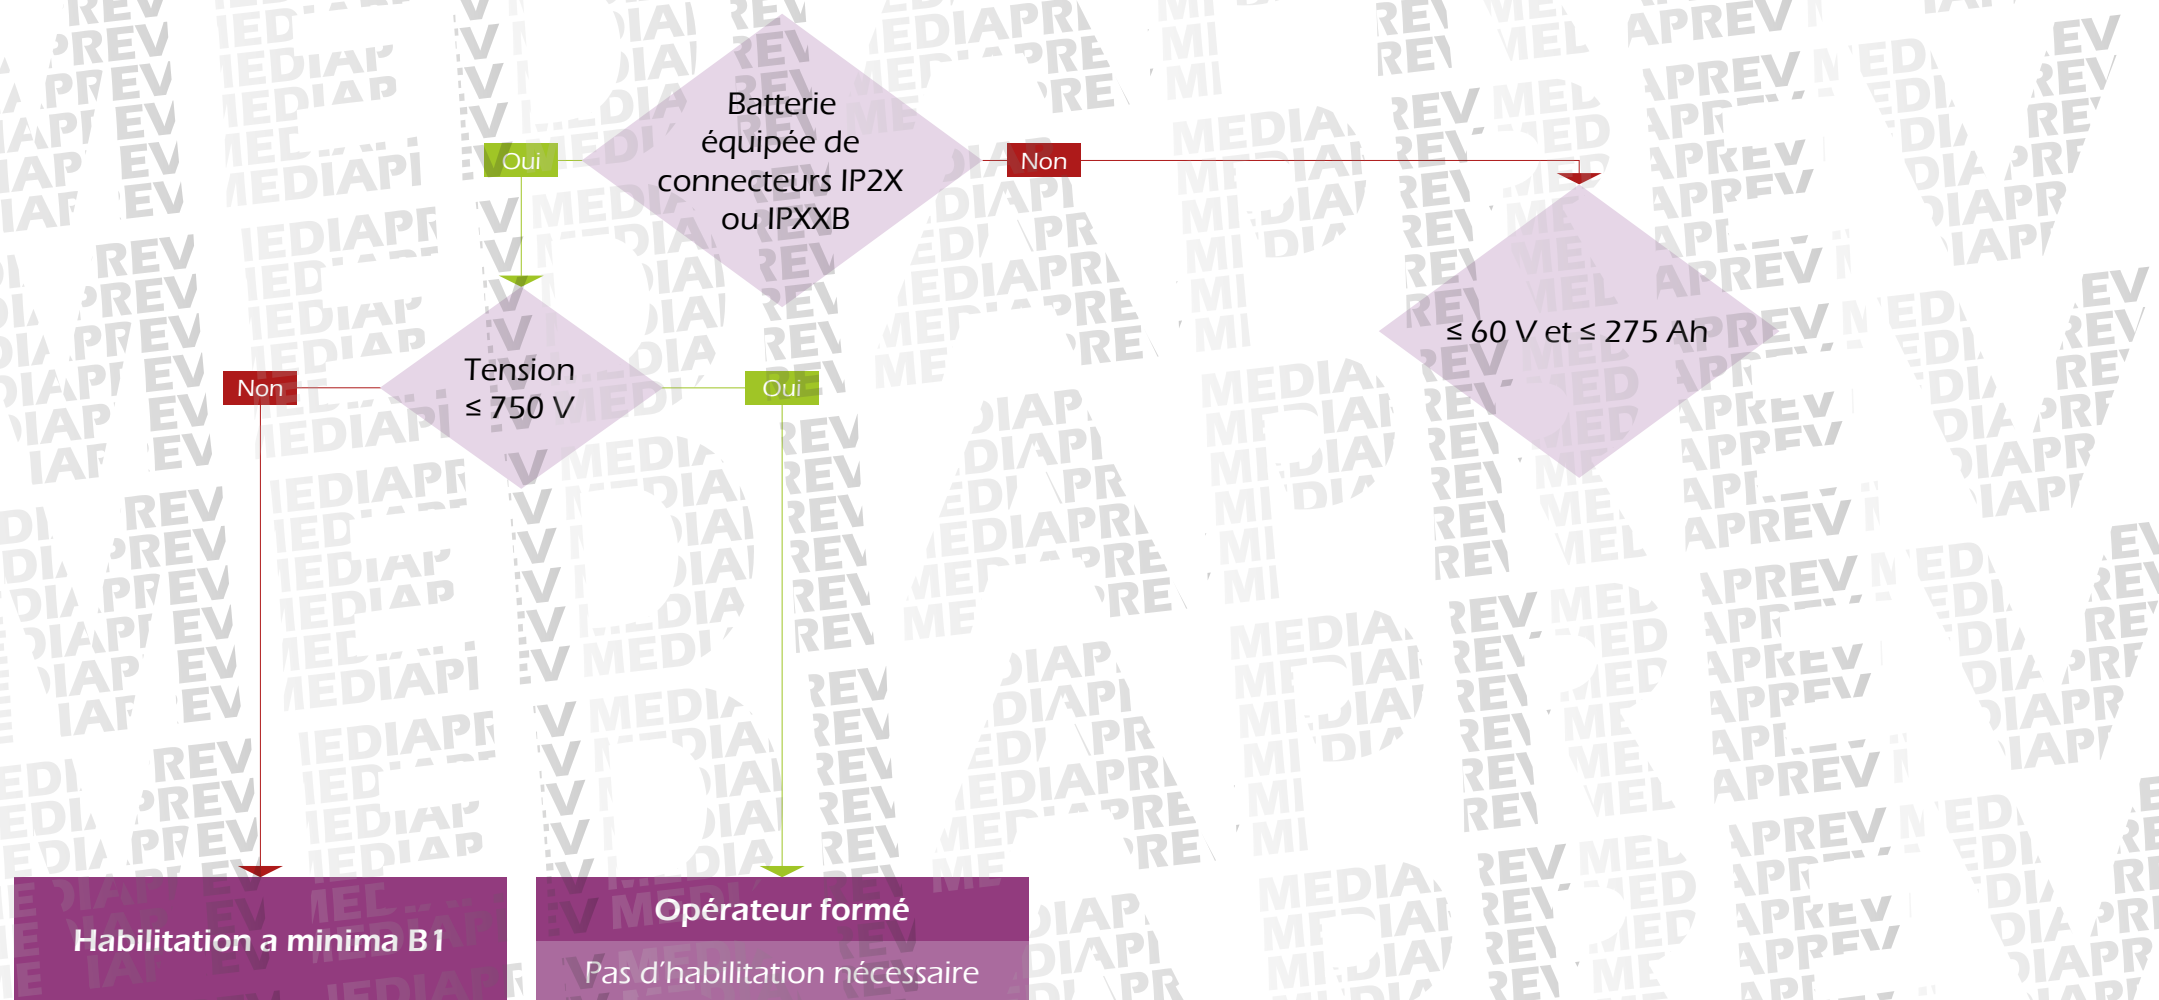 Batterie
équipée de
connecteurs IP2X
ou IPXXB
Oui
Non
Tension
≤ 750 V
≤ 60 V et ≤ 275 Ah
Non
Oui
Habilitation a minima B1
Opérateur formé
Pas d’habilitation nécessaire